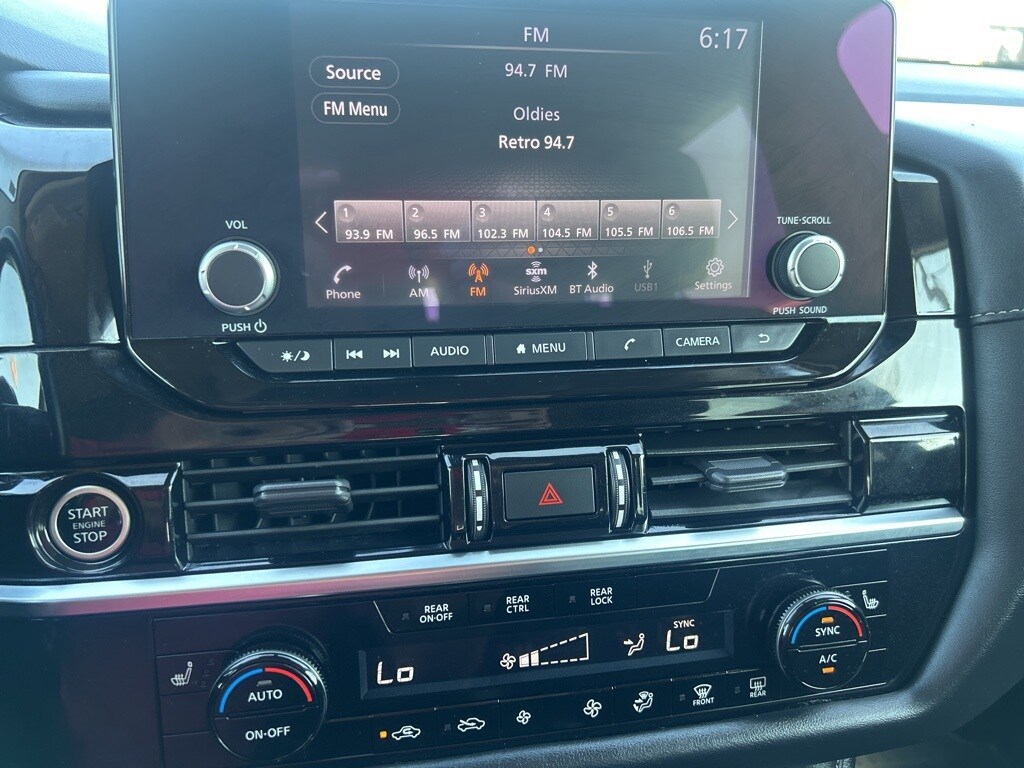 FM
6:17
Source
94.7 FM
FM Menu
Oldies
Retro 94.7
1 2 3 4 5 6
93.9 FM 96.5 FM 102.3 FM 104.5 FM 105.5 FM 106.5 FM
VOL
TUNE·SCROLL
Phone AM FM sxm SiriusXM BT Audio USB1 Settings
PUSH
PUSH SOUND
AUDIO MENU CAMERA
START
ENGINE
STOP
REAR
ON·OFF
REAR
CTRL
REAR
LOCK
Lo
SYNC
Lo
SYNC
A/C
AUTO
ON·OFF
FRONT
REAR